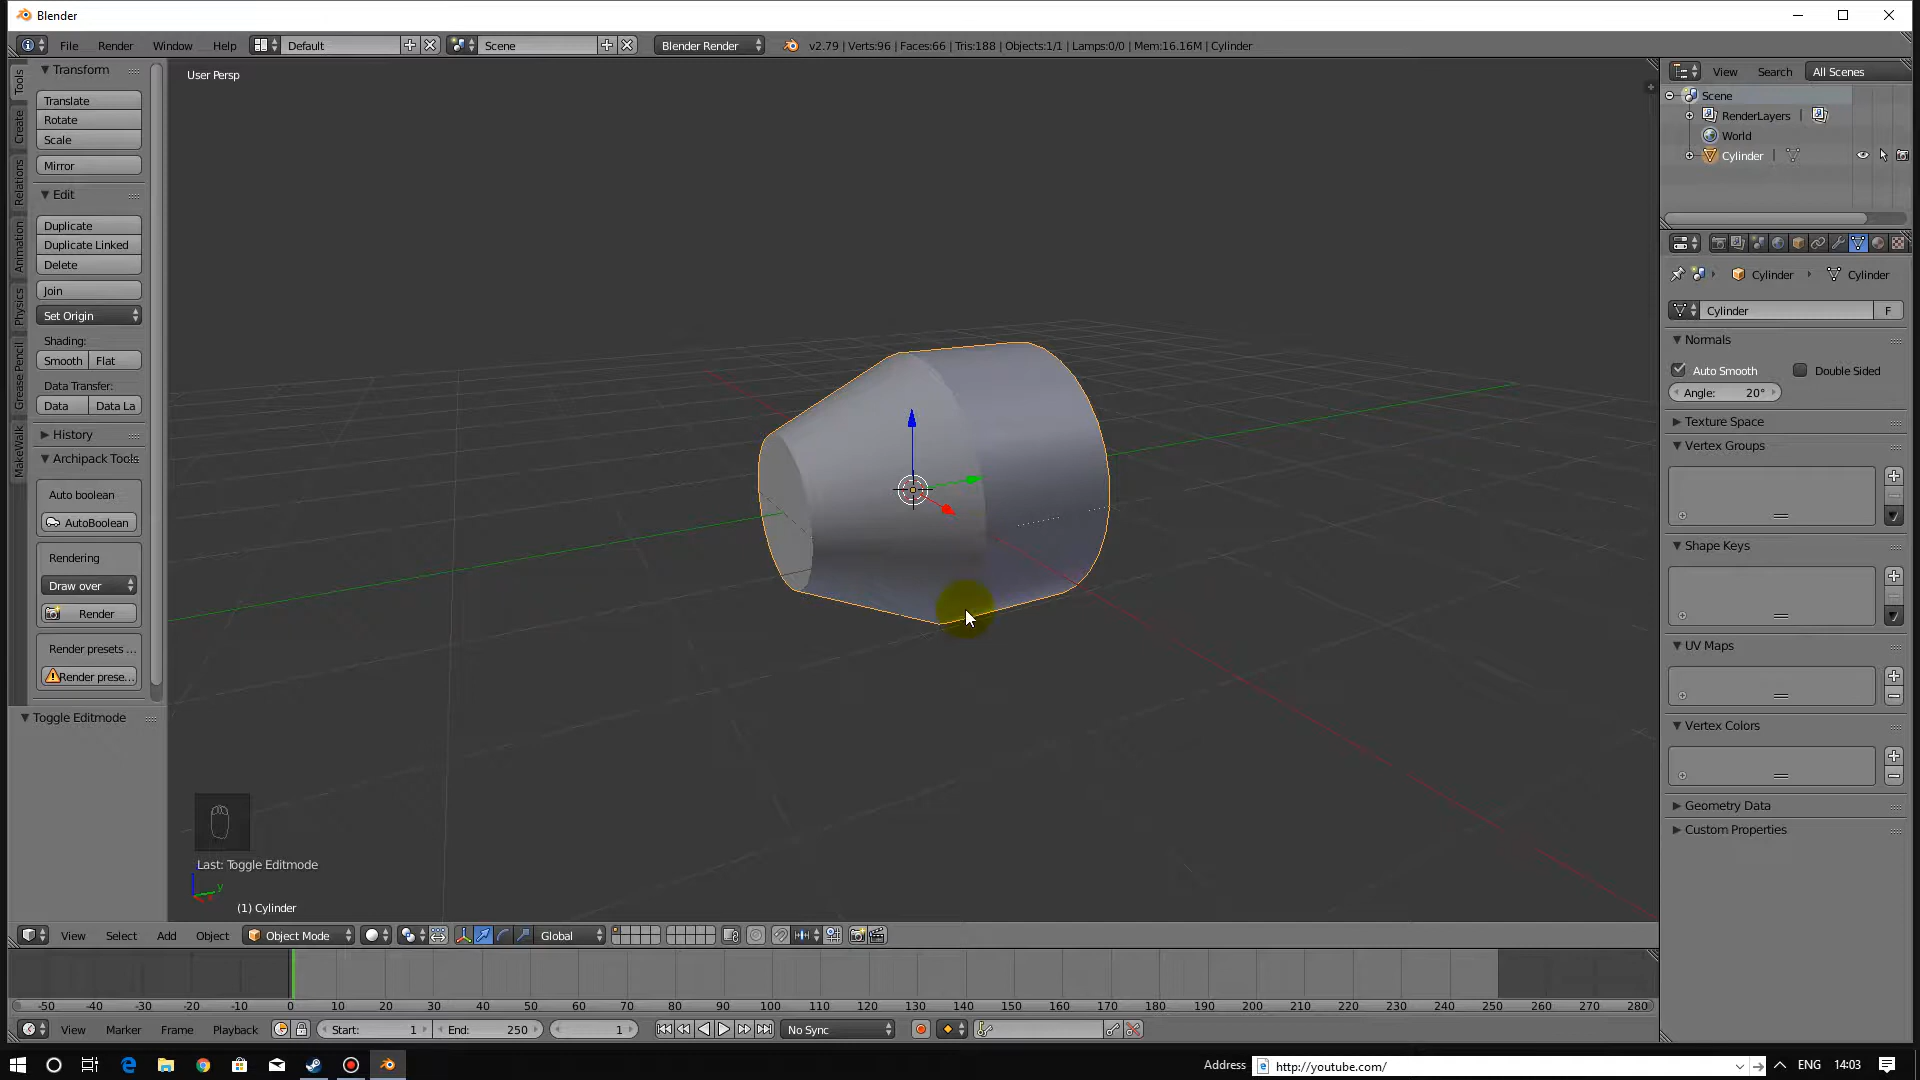 Blender
File Render Window Help Default Scene Blender Render v2.79 | Verts:96 | Faces:66 | Tris:188 | Objects:1/1 | Lamps:0/0 | Mem:16.16M | Cylinder
User Persp
Tools
Create
Relations
Animation
Physics
Grease Pencil
MakeWalk
Transform
Translate
Rotate
Scale
Mirror
Edit
Duplicate
Duplicate Linked
Delete
Join
Set Origin
Shading:
Smooth Flat
Data Transfer:
Data Data La
History
Archipack Tools
Auto boolean
AutoBoolean
Rendering
Draw over
Render
Render presets ...
Render prese...
Toggle Editmode
Last: Toggle Editmode
y
(1) Cylinder
View Search All Scenes
Scene
RenderLayers
World
Cylinder
Cylinder Cylinder
Cylinder F
Normals
Auto Smooth Double Sided
Angle: 20°
Texture Space
Vertex Groups
Shape Keys
UV Maps
Vertex Colors
Geometry Data
Custom Properties
View Select Add Object Object Mode Global
-50 -40 -30 -20 -10 0 10 20 30 40 50 60 70 80 90 100 110 120 130 140 150 160 170 180 190 200 210 220 230 240 250 260 270 280
View Marker Frame Playback Start: 1 End: 250 1 No Sync
Address http://youtube.com/ ENG 14:03